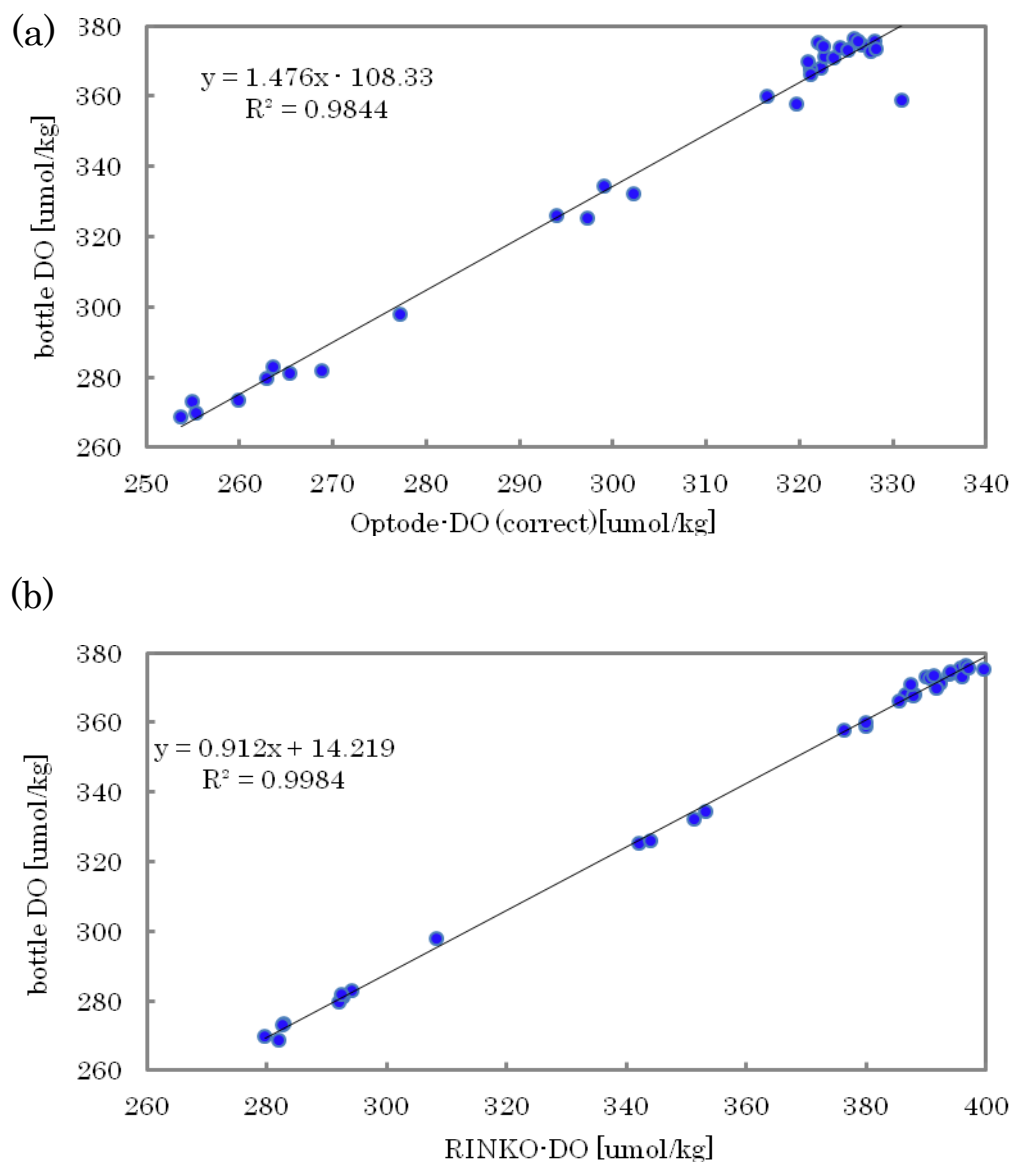 (a)
380
360
340
320
300
280
260
bottle DO [umol/kg]
y = 1.476x - 108.33
R² = 0.9844
250 260 270 280 290 300 310 320 330 340
Optode-DO (correct)[umol/kg]
(b)
380
360
340
320
300
280
260
bottle DO [umol/kg]
y = 0.912x + 14.219
R² = 0.9984
260 280 300 320 340 360 380 400
RINKO-DO [umol/kg]